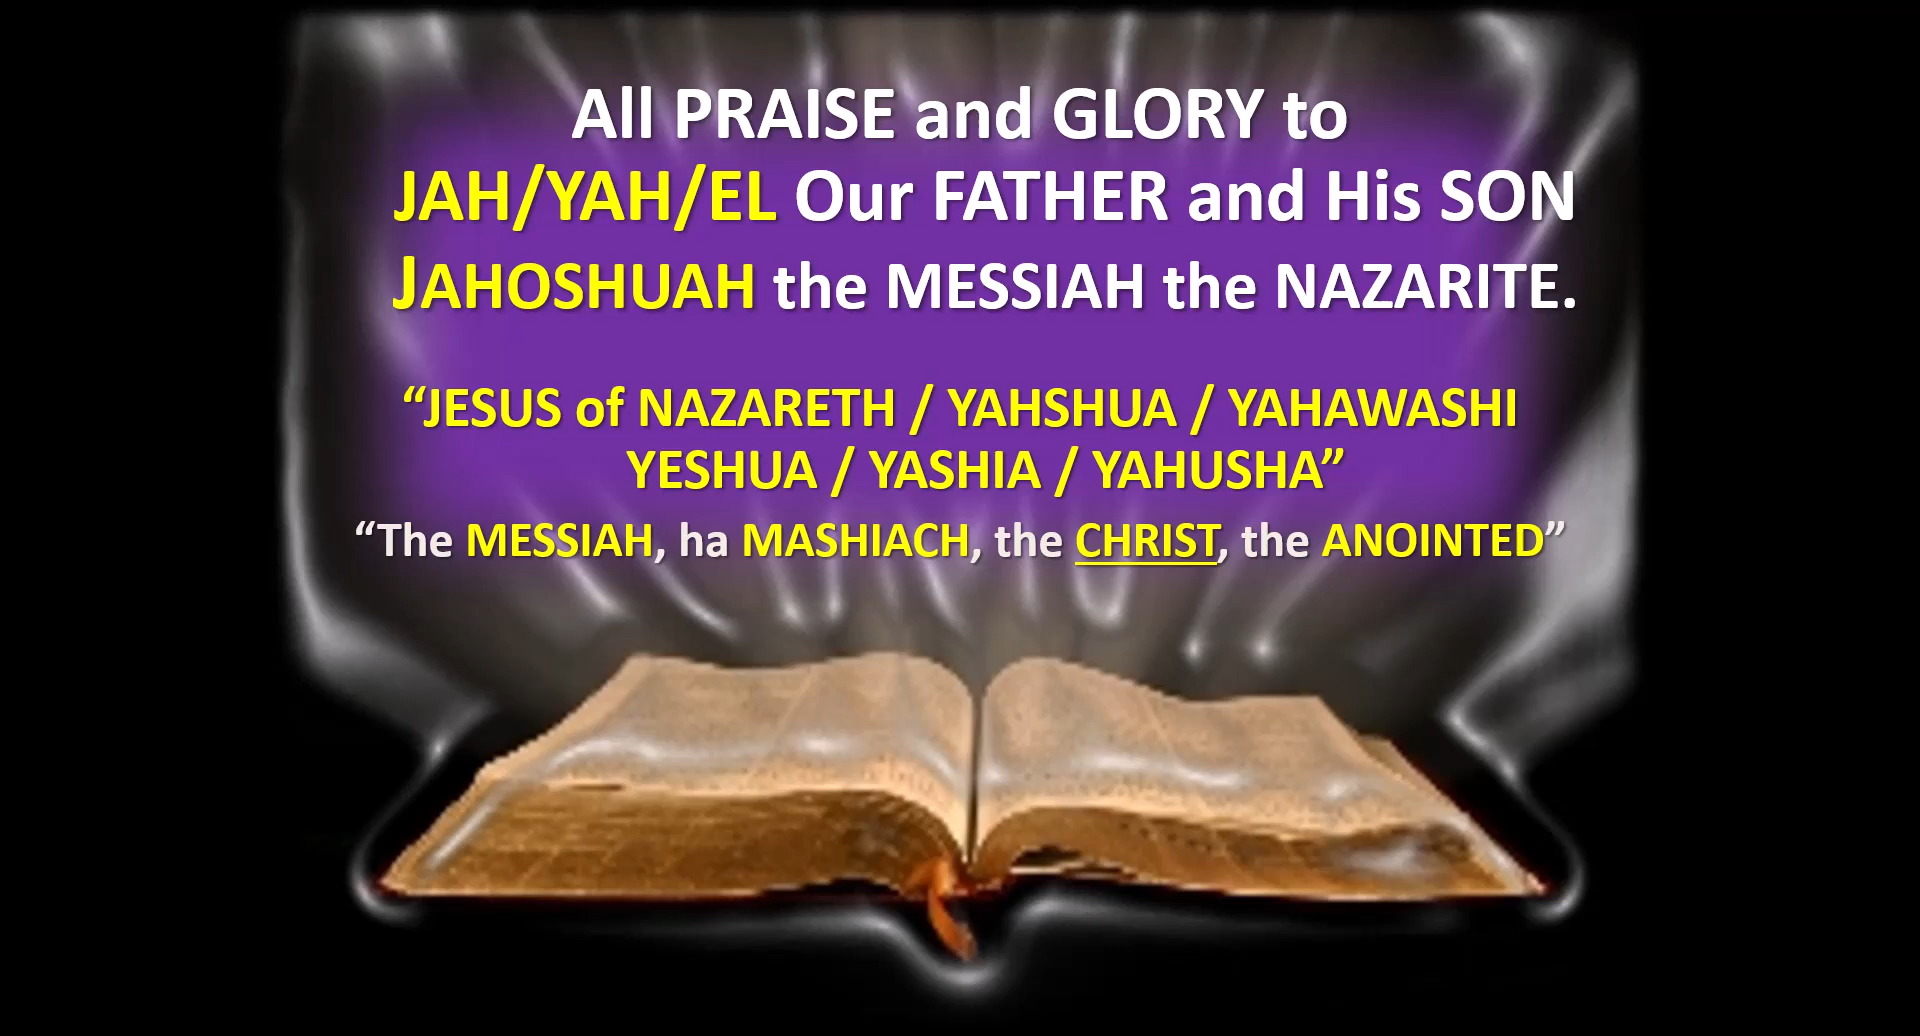 All PRAISE and GLORY to
JAH/YAH/EL Our FATHER and His SON
JAHOSHUAH the MESSIAH the NAZARITE.
“JESUS of NAZARETH / YAHSHUA / YAHAWASHI
YESHUA / YASHIA / YAHUSHA”
“The MESSIAH, ha MASHIACH, the CHRIST, the ANOINTED”